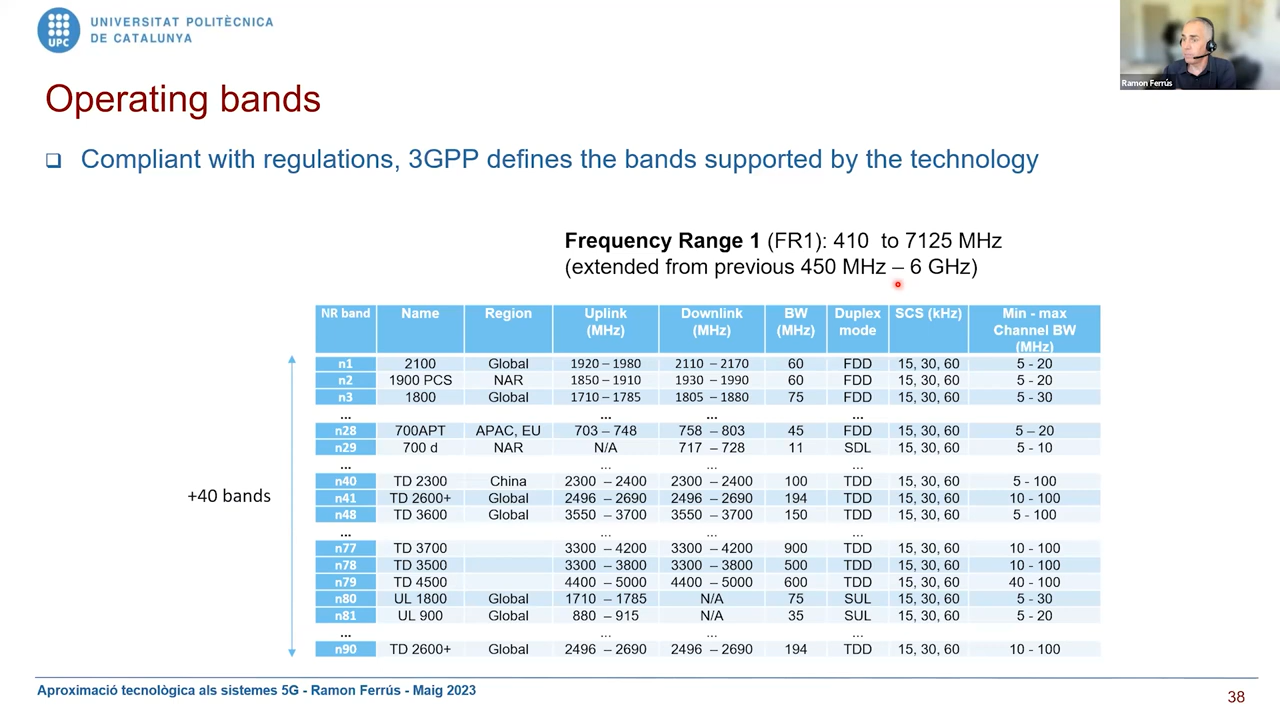 UNIVERSITAT POLITÈCNICA
DE CATALUNYA
UPC
Ramon Ferrús
Operating bands
Compliant with regulations, 3GPP defines the bands supported by the technology
Frequency Range 1 (FR1): 410 to 7125 MHz
(extended from previous 450 MHz – 6 GHz)
NR band Name Region Uplink (MHz) Downlink (MHz) BW (MHz) Duplex mode SCS (kHz) Min - max Channel BW (MHz)
n1 2100 Global 1920 – 1980 2110 – 2170 60 FDD 15, 30, 60 5 - 20
n2 1900 PCS NAR 1850 – 1910 1930 – 1990 60 FDD 15, 30, 60 5 - 20
n3 1800 Global 1710 – 1785 1805 – 1880 75 FDD 15, 30, 60 5 - 30
... ... ... ...
n28 700APT APAC, EU 703 – 748 758 – 803 45 FDD 15, 30, 60 5 – 20
n29 700 d NAR N/A 717 – 728 11 SDL 15, 30, 60 5 - 10
... ... ... ...
n40 TD 2300 China 2300 – 2400 2300 – 2400 100 TDD 15, 30, 60 5 - 100
n41 TD 2600+ Global 2496 – 2690 2496 – 2690 194 TDD 15, 30, 60 10 - 100
n48 TD 3600 Global 3550 – 3700 3550 – 3700 150 TDD 15, 30, 60 5 - 100
... ... ... ...
n77 TD 3700 3300 – 4200 3300 – 4200 900 TDD 15, 30, 60 10 - 100
n78 TD 3500 3300 – 3800 3300 – 3800 500 TDD 15, 30, 60 10 - 100
n79 TD 4500 4400 – 5000 4400 – 5000 600 TDD 15, 30, 60 40 - 100
n80 UL 1800 Global 1710 – 1785 N/A 75 SUL 15, 30, 60 5 - 30
n81 UL 900 Global 880 – 915 N/A 35 SUL 15, 30, 60 5 - 20
... ... ... ...
n90 TD 2600+ Global 2496 – 2690 2496 – 2690 194 TDD 15, 30, 60 10 - 100
+40 bands
Aproximació tecnològica als sistemes 5G - Ramon Ferrús - Maig 2023
38